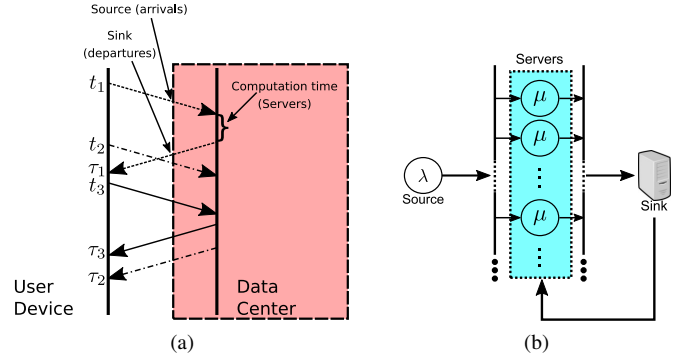 Source (arrivals)
Sink
(departures)
t₁
Computation time
(Servers)
t₂
τ₁
t₃
τ₃
τ₂
User
Device
Data
Center
(a)
Servers
μ
μ
λ
Source
μ
Sink
(b)